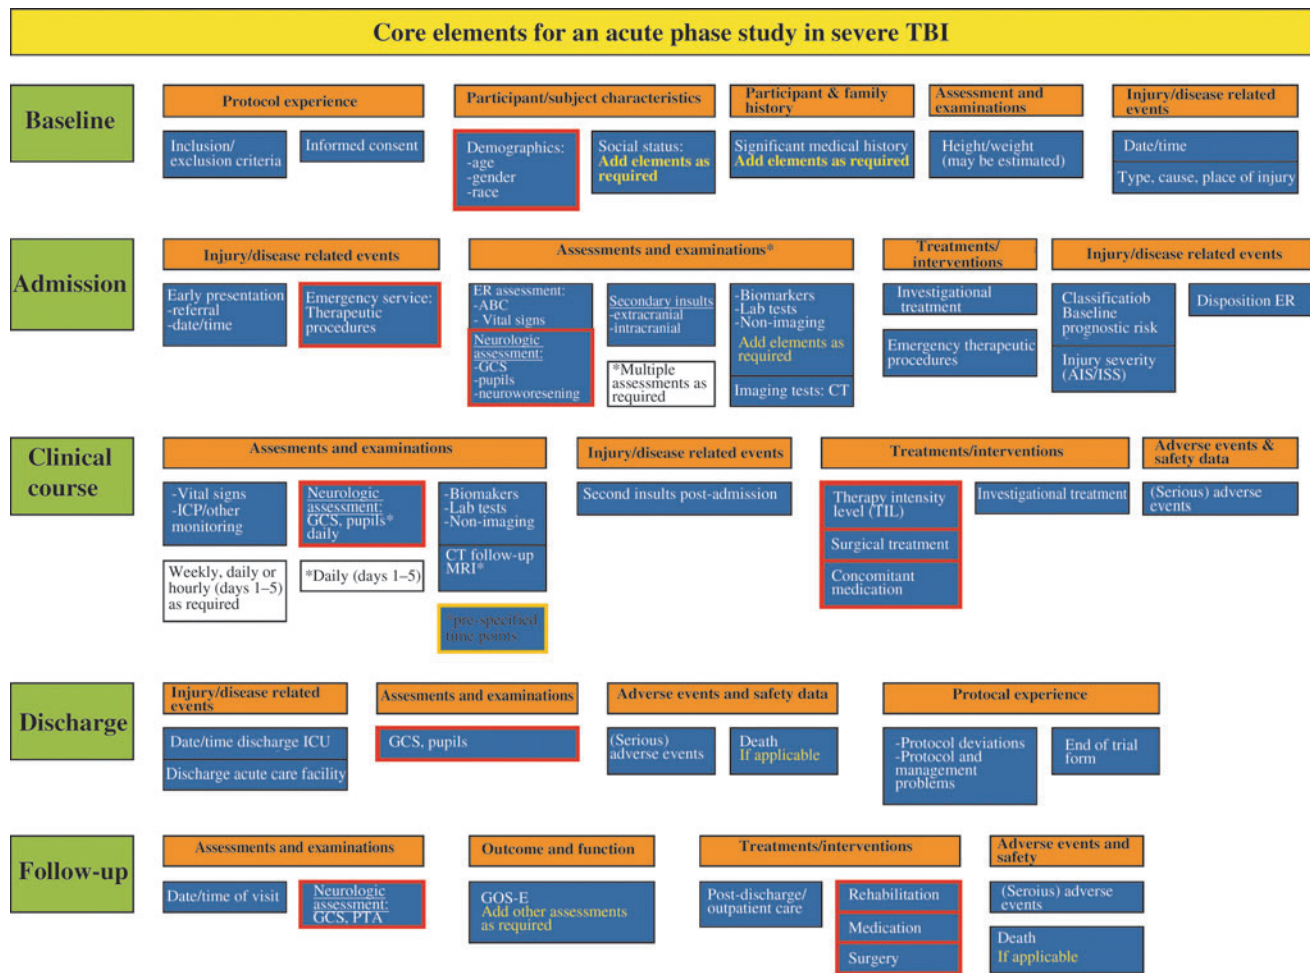 Core elements for an acute phase study in severe TBI
Baseline
Protocol experience
Inclusion/
exclusion criteria
Informed consent
Participant/subject characteristics
Demographics:
-age
-gender
-race
Social status:
Add elements as
required
Participant & family
history
Significant medical history
Add elements as required
Assessment and
examinations
Height/weight
(may be estimated)
Injury/disease related
events
Date/time
Type, cause, place of injury
Admission
Injury/disease related events
Early presentation
-referral
-date/time
Emergency service:
Therapeutic
procedures
Assessments and examinations*
ER assessment:
-ABC
- Vital signs
Neurologic
assessment:
-GCS
-pupils
-neuroworesening
Secondary insults
-extracranial
-intracranial
*Multiple
assessments as
required
-Biomarkers
-Lab tests
-Non-imaging
Add elements as
required
Imaging tests: CT
Treatments/
interventions
Investigational
treatment
Emergency therapeutic
procedures
Injury/disease related events
Classificatiob
Baseline
prognostic risk
Injury severity
(AIS/ISS)
Disposition ER
Clinical
course
Assesments and examinations
-Vital signs
-ICP/other
monitoring
Weekly, daily or
hourly (days 1–5)
as required
Neurologic
assessment:
GCS, pupils*
daily
*Daily (days 1–5)
-Biomakers
-Lab tests
-Non-imaging
CT follow-up
MRI*
*pre-specified
time points
Injury/disease related events
Second insults post-admission
Treatments/interventions
Therapy intensity
level (TIL)
Surgical treatment
Concomitant
medication
Investigational treatment
Adverse events &
safety data
(Serious) adverse
events
Discharge
Injury/disease related
events
Date/time discharge ICU
Discharge acute care facility
Assesments and examinations
GCS, pupils
Adverse events and safety data
(Serious)
adverse events
Death
If applicable
Protocal experience
-Protocol deviations
-Protocol and
management
problems
End of trial
form
Follow-up
Assessments and examinations
Date/time of visit
Neurologic
assessment:
GCS, PTA
Outcome and function
GOS-E
Add other assessments
as required
Treatments/interventions
Post-discharge/
outpatient care
Rehabilitation
Medication
Surgery
Adverse events and
safety
(Seroius) adverse
events
Death
If applicable